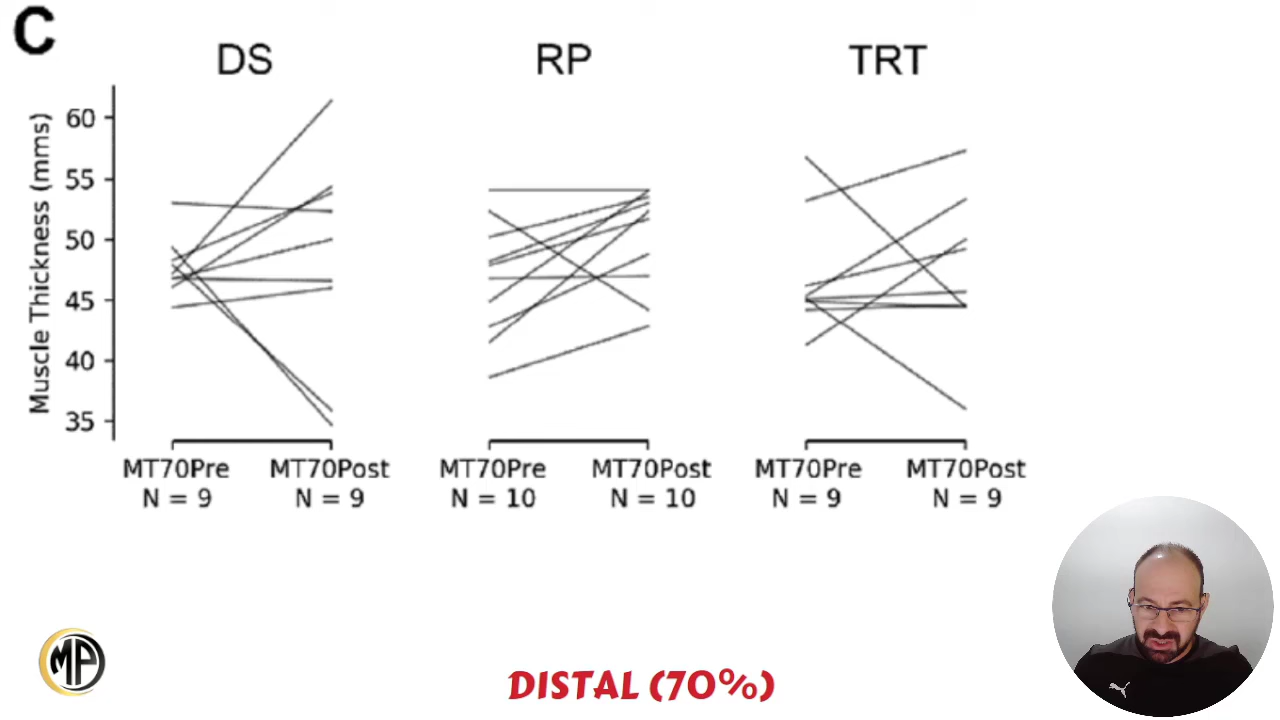 C
DS RP TRT
Muscle Thickness (mms)
60
55
50
45
40
35
MT70Pre MT70Post MT70Pre MT70Post MT70Pre MT70Post
N = 9 N = 9 N = 10 N = 10 N = 9 N = 9
MP
DISTAL (70%)